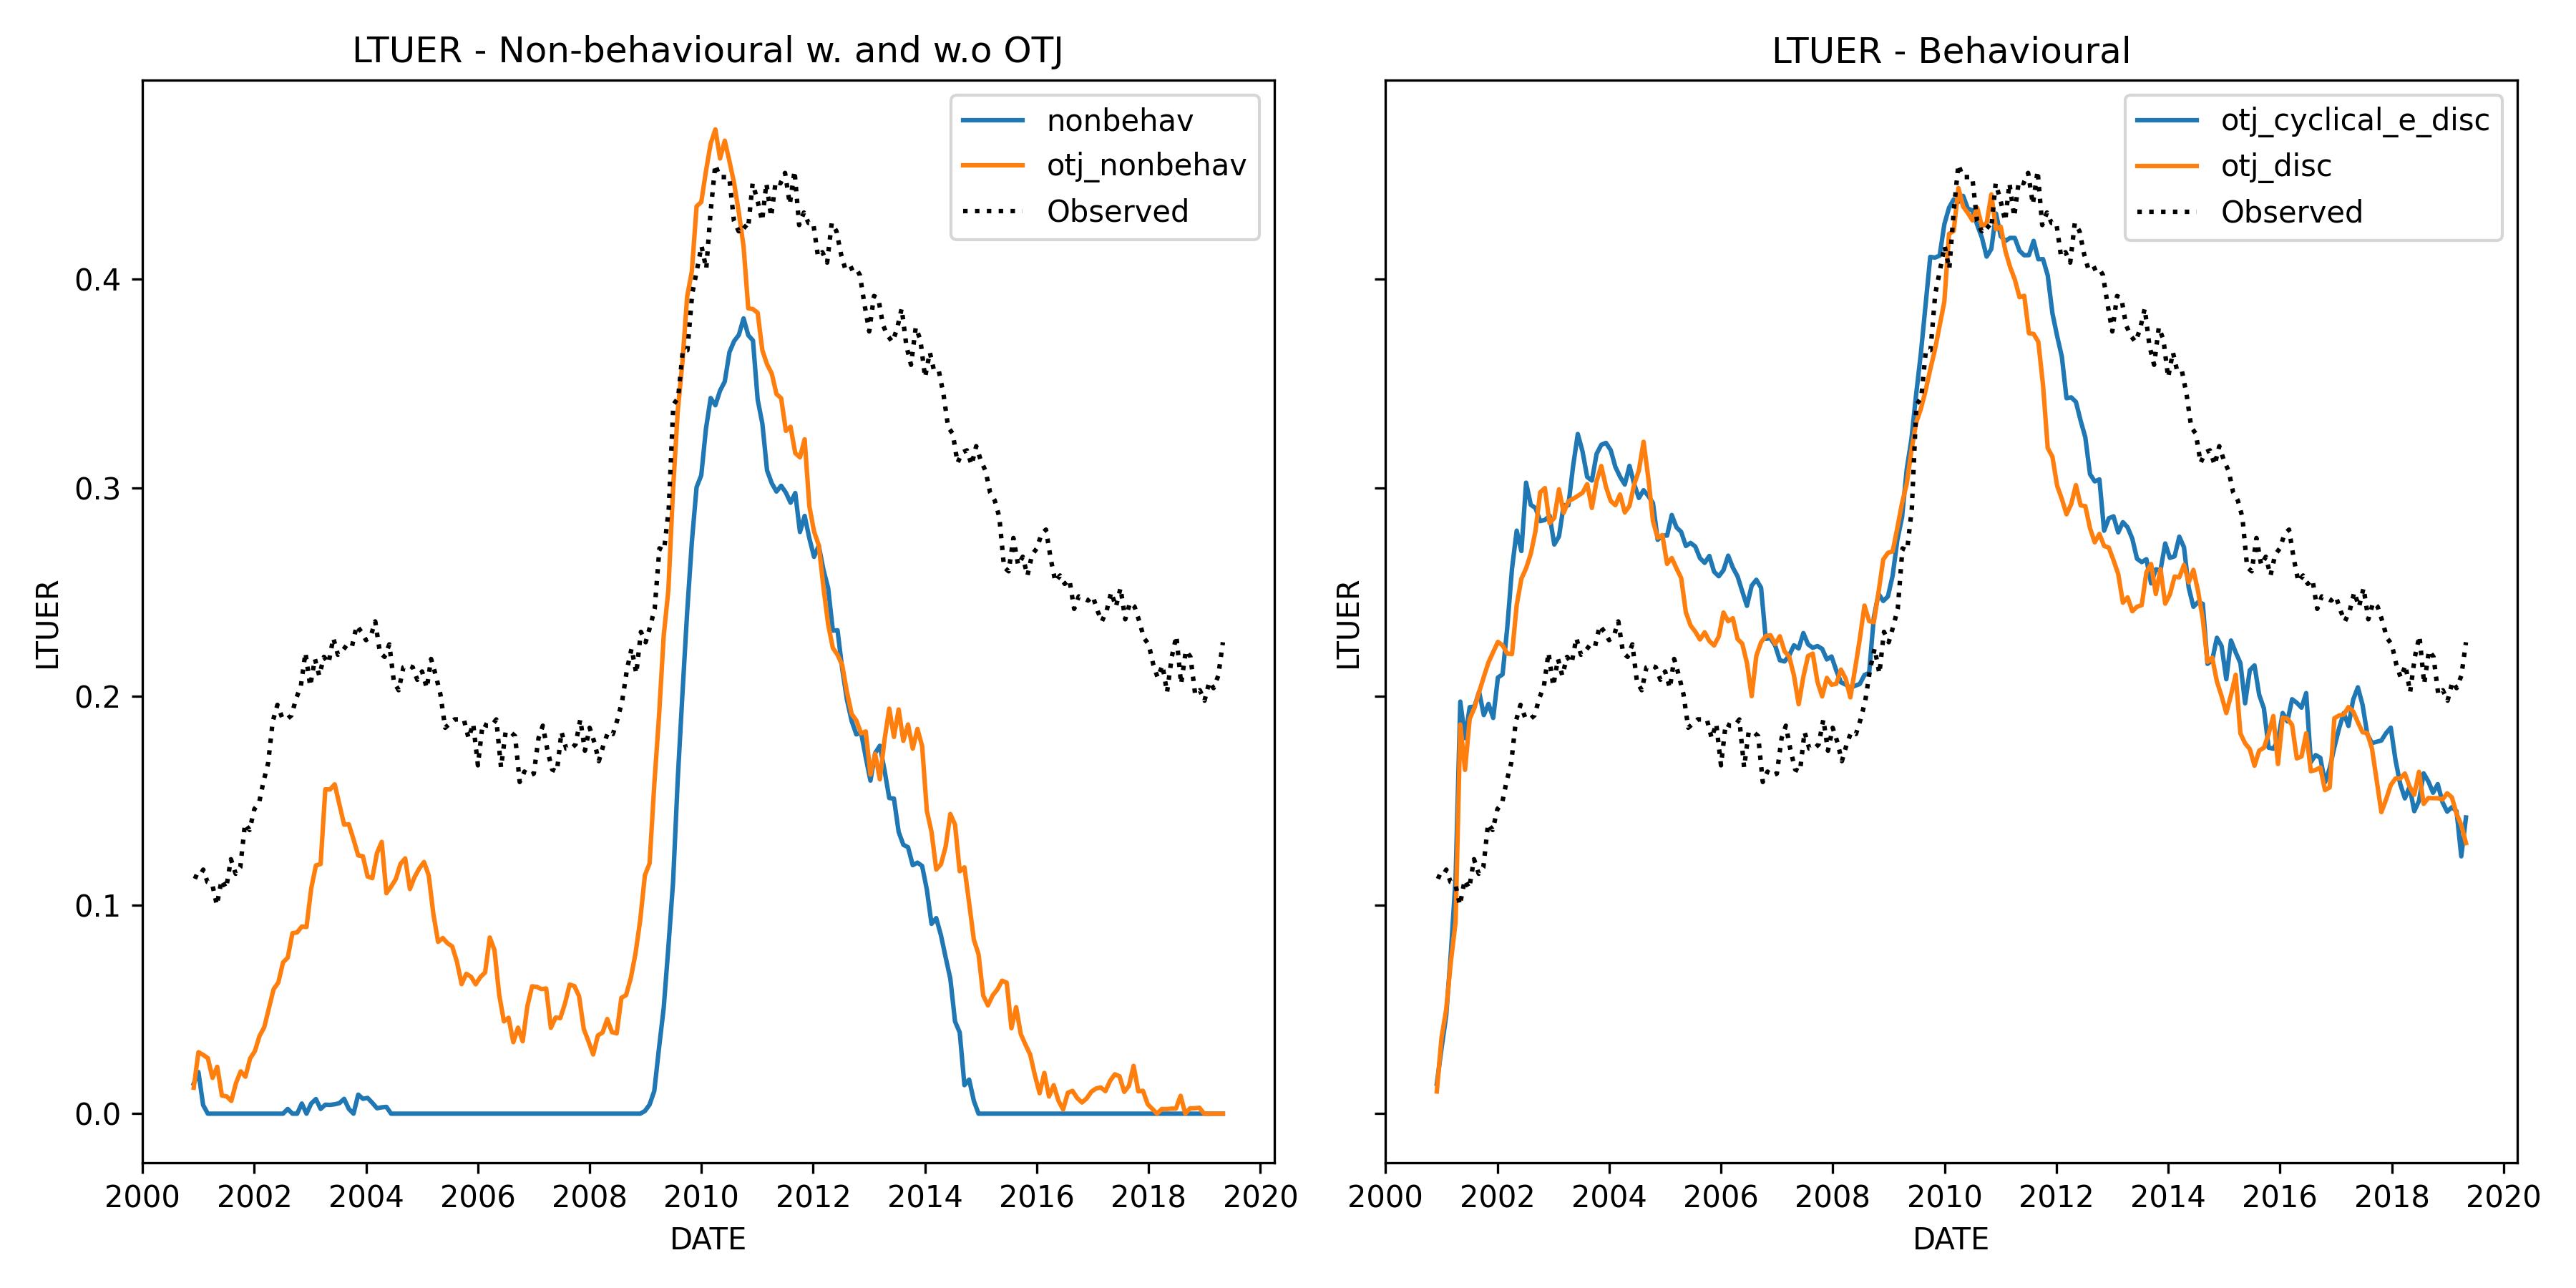 LTUER - Non-behavioural w. and w.o OTJ
nonbehav
otj_nonbehav
Observed
LTUER
0.4
0.3
0.2
0.1
0.0
2000 2002 2004 2006 2008 2010 2012 2014 2016 2018 2020
DATE
LTUER - Behavioural
otj_cyclical_e_disc
otj_disc
Observed
LTUER
2000 2002 2004 2006 2008 2010 2012 2014 2016 2018 2020
DATE